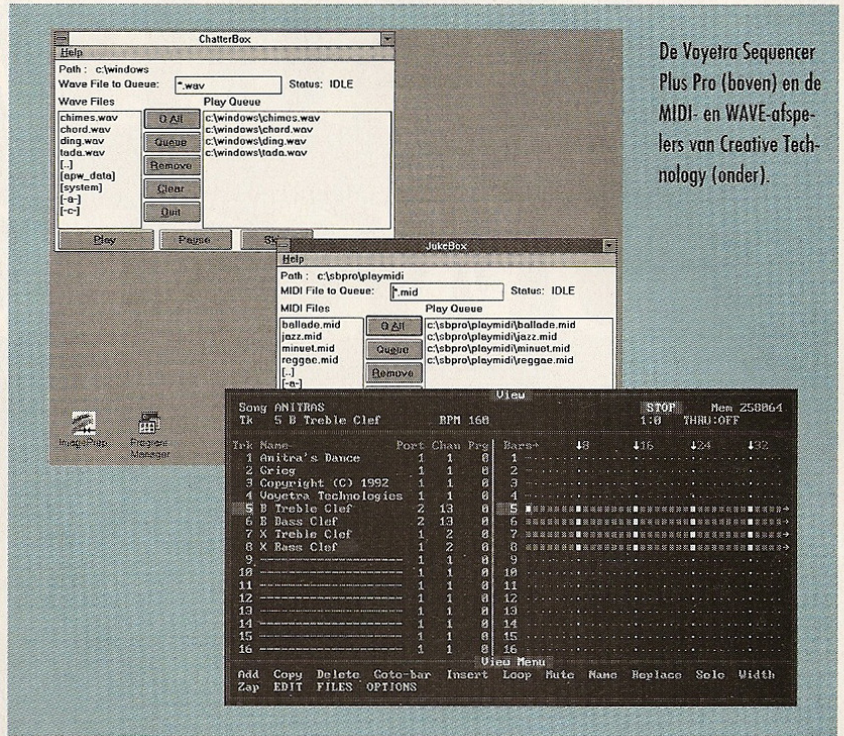 De Voyetra Sequencer
Plus Pro (boven) en de
MIDI- en WAVE-afspe-
lers van Creative Tech-
nology (onder).
ChatterBox
Help
Path : c:\windows
Wave File to Queue: *.wav Status: IDLE
Wave Files Play Queue
chimes.wav Q All c:\windows\chimes.wav
chord.wav c:\windows\chord.wav
ding.wav Queue c:\windows\ding.wav
tada.wav c:\windows\tada.wav
[..] Remove
[apw_data]
[system] Clear
[-a-]
[-c-] Quit
Play Pause
JukeBox
Help
Path : c:\sbpro\playmidi
MIDI File to Queue: *.mid Status: IDLE
MIDI Files Play Queue
ballade.mid Q All c:\sbpro\playmidi\ballade.mid
jazz.mid c:\sbpro\playmidi\jazz.mid
minuet.mid Queue c:\sbpro\playmidi\minuet.mid
reggae.mid c:\sbpro\playmidi\reggae.mid
[..] Remove
[-a-]
ImagePrep Program
Manager
View
Song ANITRAS STOP Mem 258064
Tk 5 B Treble Clef BPM 160 1:0 THRU:OFF
Trk Name Port Chan Prg Bars→ ↓8 ↓16 ↓24 ↓32
1 Anitra's Dance 1 1 0 1
2 Grieg 1 1 0 2
3 Copyright (C) 1992 1 1 0 3
4 Voyetra Technologies 1 1 0 4
5 B Treble Clef 2 13 0 5
6 B Bass Clef 2 13 0 6
7 X Treble Clef 1 2 0 7
8 X Bass Clef 1 2 0 8
9 1 1 0 9
10 1 1 0 10
11 1 1 0 11
12 1 1 0 12
13 1 1 0 13
14 1 1 0 14
15 1 1 0 15
16 1 1 0 16
View Menu
Add Copy Delete Goto-bar Insert Loop Mute Name Replace Solo Width
Zap EDIT FILES OPTIONS